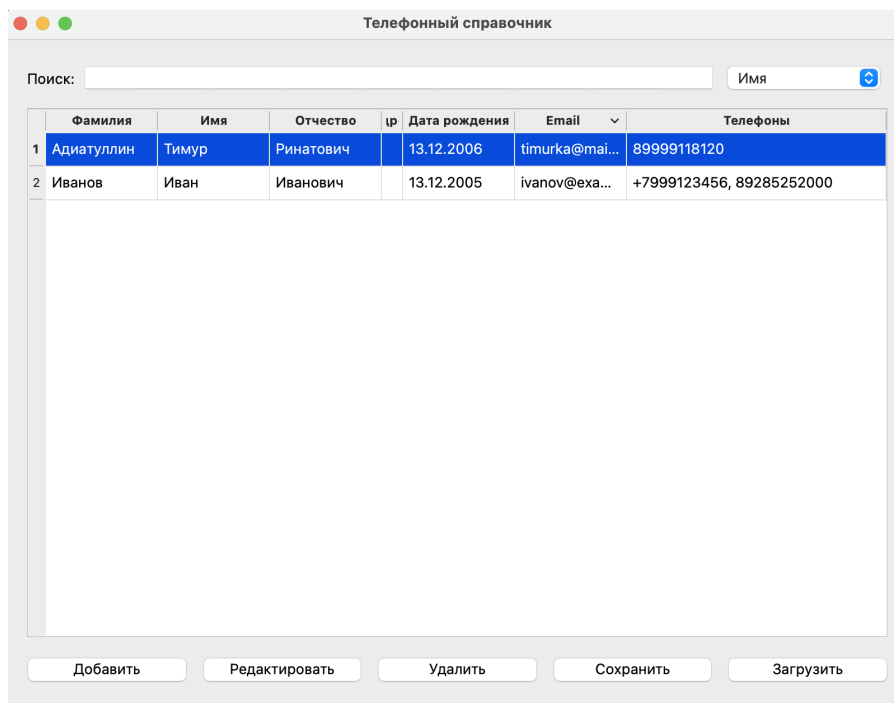 Телефонный справочник
Поиск: Имя
Фамилия Имя Отчество Дата рождения Email Телефоны
1 Адиатуллин Тимур Ринатович 13.12.2006 timurka@mai... 89999118120
2 Иванов Иван Иванович 13.12.2005 ivanov@exa... +7999123456, 89285252000
Добавить Редактировать Удалить Сохранить Загрузить